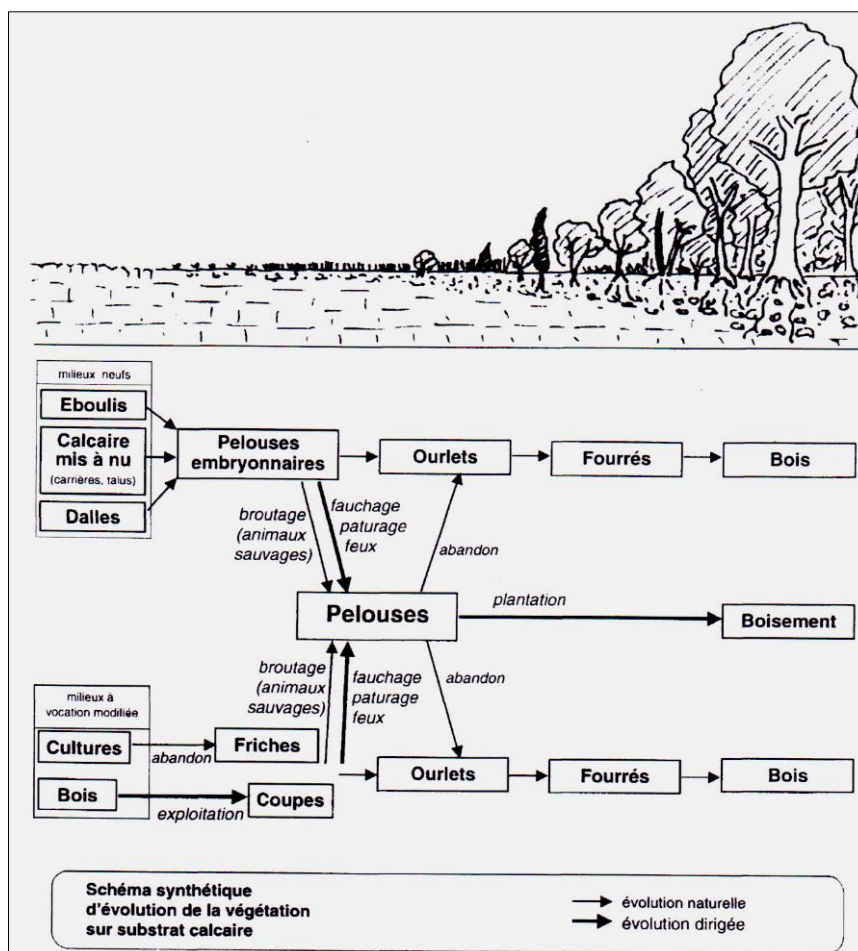 milieux neufs
Eboulis
Calcaire
mis à nu
(carrières, talus)
Dalles
Pelouses
embryonnaires
Ourlets
Fourrés
Bois
broutage
(animaux
sauvages)
fauchage
paturage
feux
abandon
Pelouses
plantation
Boisement
broutage
(animaux
sauvages)
fauchage
paturage
feux
abandon
milieux à
vocation modifiée
Cultures
abandon
Friches
Bois
exploitation
Coupes
Ourlets
Fourrés
Bois
Schéma synthétique
d'évolution de la végétation
sur substrat calcaire
évolution naturelle
évolution dirigée